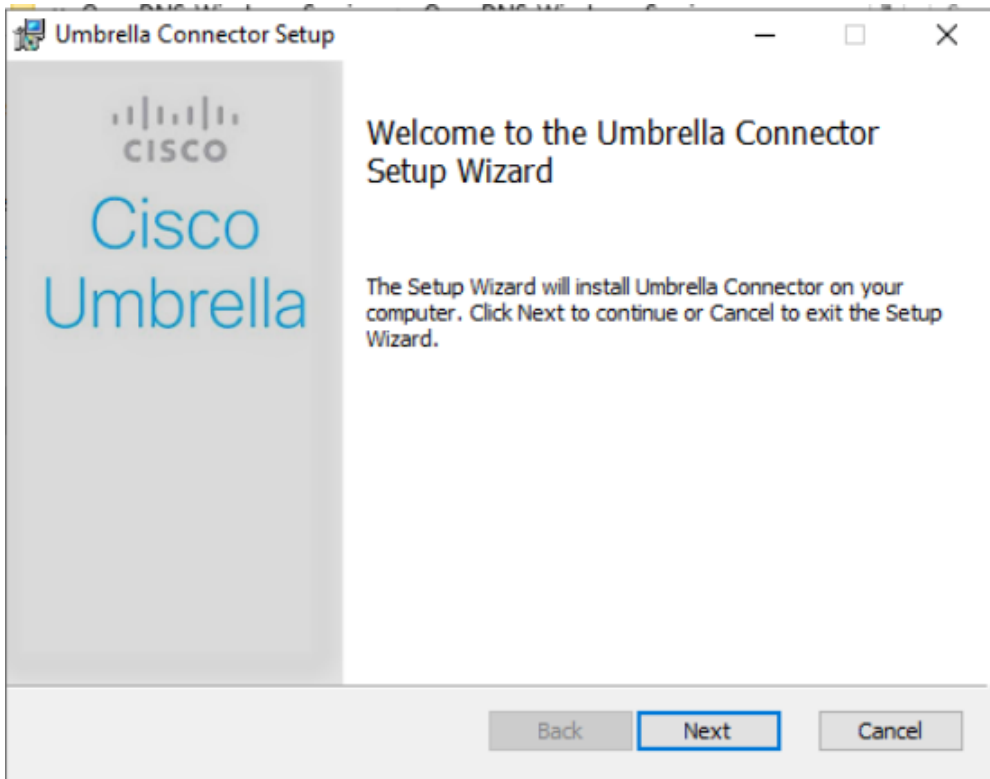 Umbrella Connector Setup
CISCO
Cisco
Umbrella
Welcome to the Umbrella Connector
Setup Wizard
The Setup Wizard will install Umbrella Connector on your
computer. Click Next to continue or Cancel to exit the Setup
Wizard.
Back
Next
Cancel